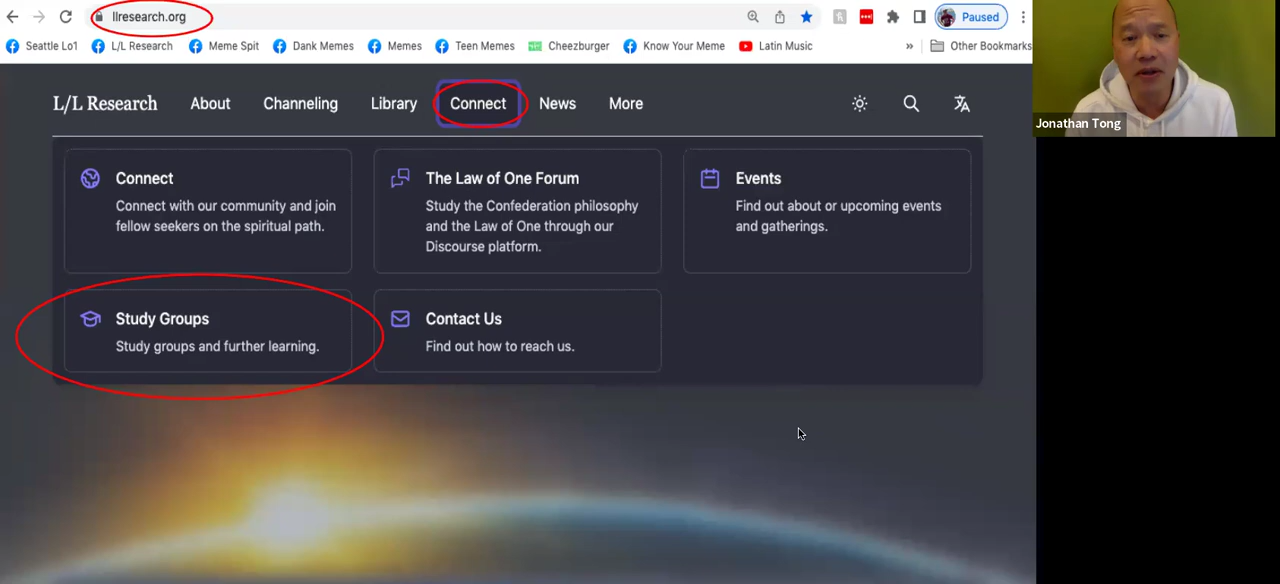 llresearch.org
Paused
Seattle Lo1 L/L Research Meme Spit Dank Memes Memes Teen Memes Cheezburger Know Your Meme Latin Music » Other Bookmarks
L/L Research About Channeling Library Connect News More
Jonathan Tong
Connect
Connect with our community and join
fellow seekers on the spiritual path.
The Law of One Forum
Study the Confederation philosophy
and the Law of One through our
Discourse platform.
Events
Find out about or upcoming events
and gatherings.
Study Groups
Study groups and further learning.
Contact Us
Find out how to reach us.